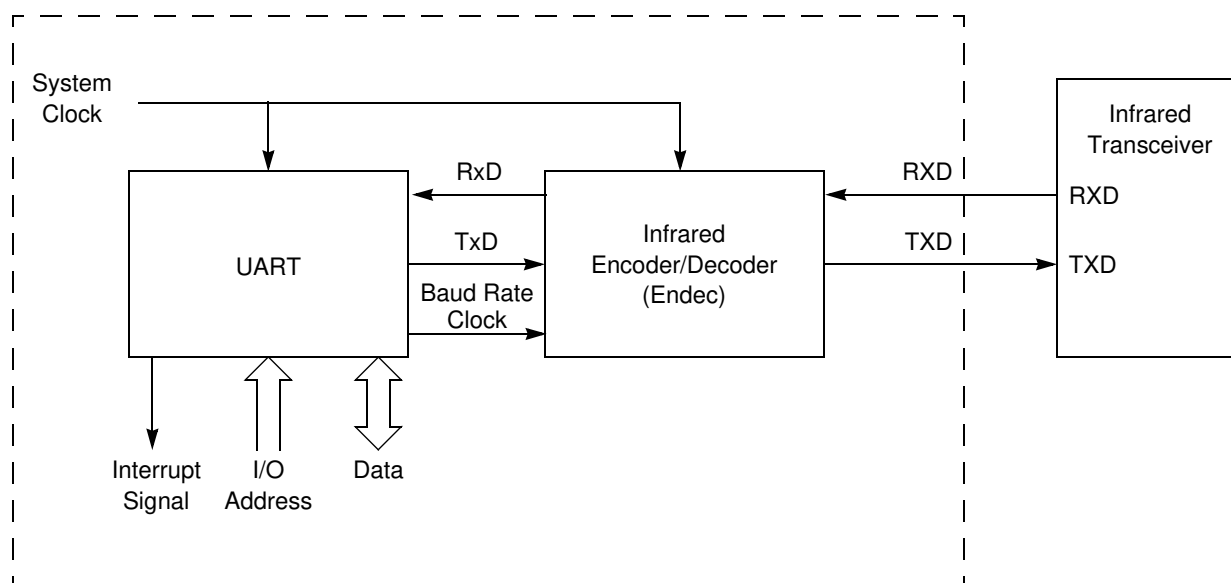 System
Clock
Infrared
Transceiver
RxD
RXD
RXD
UART
TxD
Infrared
Encoder/Decoder
(Endec)
TXD
TXD
Baud Rate
Clock
Interrupt
Signal
I/O
Address
Data